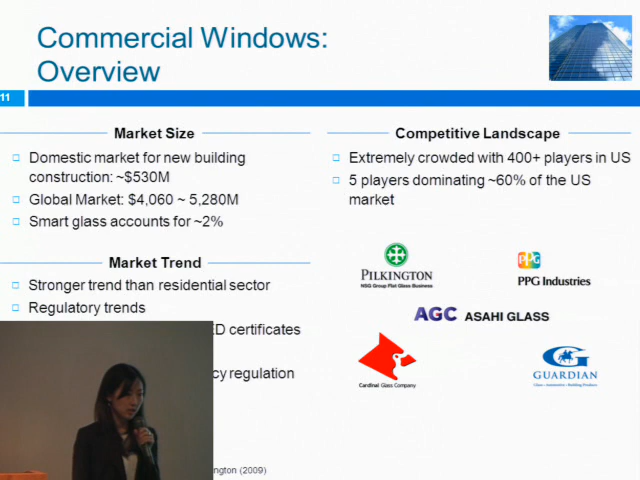 Commercial Windows:
Overview
11
Market Size
Domestic market for new building
construction: ~$530M
Global Market: $4,060 ~ 5,280M
Smart glass accounts for ~2%
Market Trend
Stronger trend than residential sector
Regulatory trends
ED certificates
cy regulation
ngton (2009)
Competitive Landscape
Extremely crowded with 400+ players in US
5 players dominating ~60% of the US
market
PILKINGTON
NSG Group Flat Glass Business
PPG
PPG Industries
AGC ASAHI GLASS
Cardinal Glass Company
GUARDIAN
Glass • Automotive • Building Products